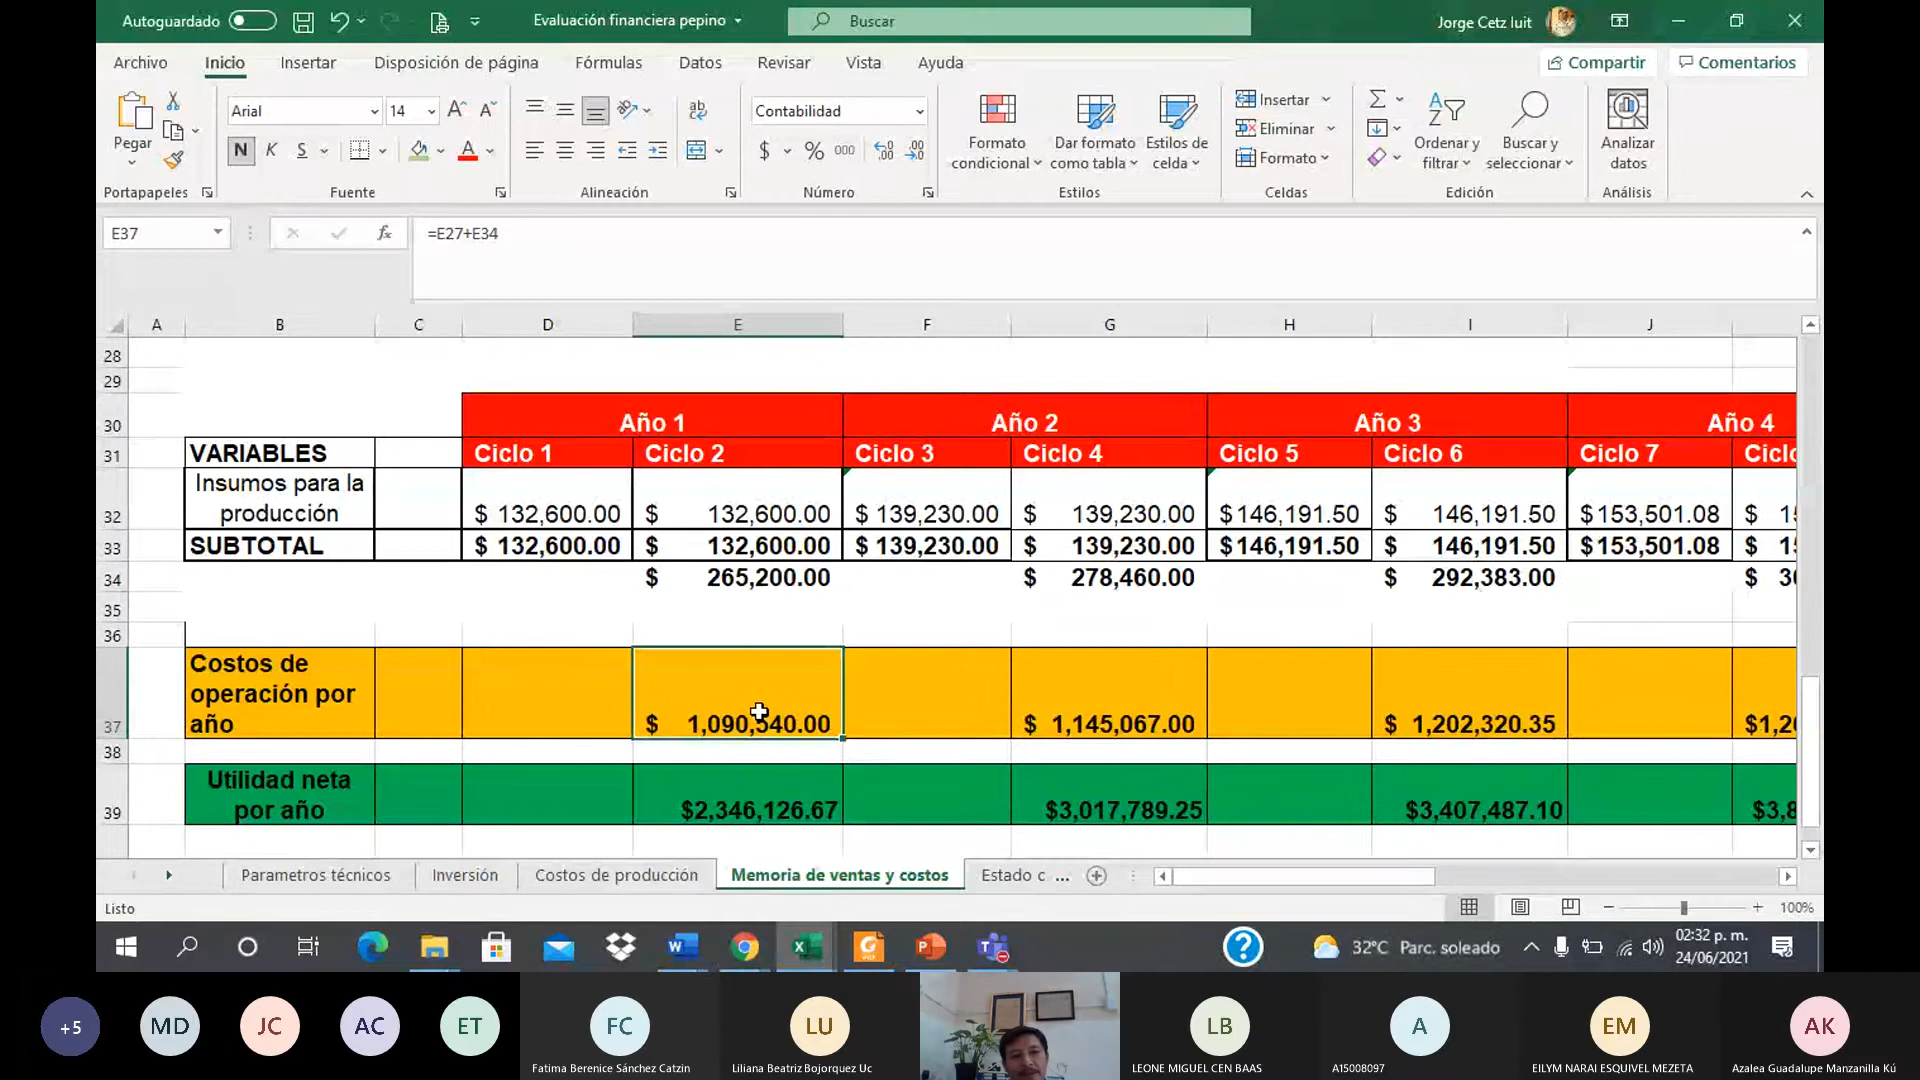 Autoguardado
Evaluación financiera pepino
Buscar
Jorge Cetz luit
Archivo Inicio Insertar Disposición de página Fórmulas Datos Revisar Vista Ayuda Compartir Comentarios
Pegar
Portapapeles
Arial 14
N K S
Fuente
ab
Alineación
Contabilidad
$ % 000
Número
Formato condicional
Dar formato como tabla
Estilos de celda
Estilos
Insertar
Eliminar
Formato
Celdas
Ordenar y filtrar
Buscar y seleccionar
Edición
Analizar datos
Análisis
E37 fx =E27+E34
A B C D E F G H I J
28
29
30 Año 1 Año 2 Año 3 Año 4
31 VARIABLES Ciclo 1 Ciclo 2 Ciclo 3 Ciclo 4 Ciclo 5 Ciclo 6 Ciclo 7
32 Insumos para la producción $ 132,600.00 $ 132,600.00 $ 139,230.00 $ 139,230.00 $146,191.50 $ 146,191.50 $153,501.08 $
33 SUBTOTAL $ 132,600.00 $ 132,600.00 $ 139,230.00 $ 139,230.00 $146,191.50 $ 146,191.50 $153,501.08 $
34 $ 265,200.00 $ 278,460.00 $ 292,383.00 $
35
36
37 Costos de operación por año $ 1,090,540.00 $ 1,145,067.00 $ 1,202,320.35
38
39 Utilidad neta por año $2,346,126.67 $3,017,789.25 $3,407,487.10
Parametros técnicos Inversión Costos de producción Memoria de ventas y costos Estado c ...
Listo 100%
32°C Parc. soleado
02:32 p. m.
24/06/2021
+5 MD JC AC ET FC LU LB A EM AK
Fatima Berenice Sánchez Catzin
Liliana Beatriz Bojorquez Uc
LEONE MIGUEL CEN BAAS
A15008097
EILYM NARAI ESQUIVEL MEZETA
Azalea Guadalupe Manzanilla Kú